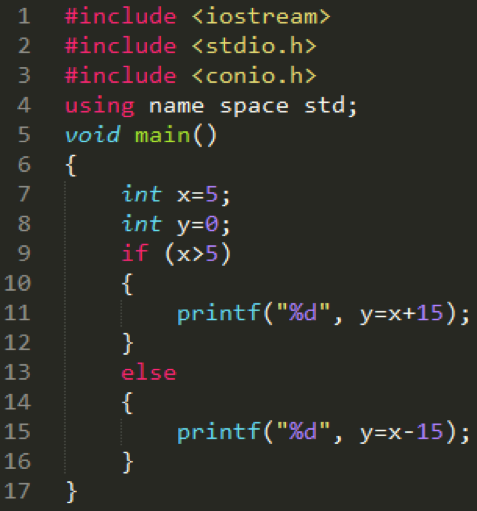 1 #include <iostream>
2 #include <stdio.h>
3 #include <conio.h>
4 using name space std;
5 void main()
6 {
7 int x=5;
8 int y=0;
9 if (x>5)
10 {
11 printf("%d", y=x+15);
12 }
13 else
14 {
15 printf("%d", y=x-15);
16 }
17 }